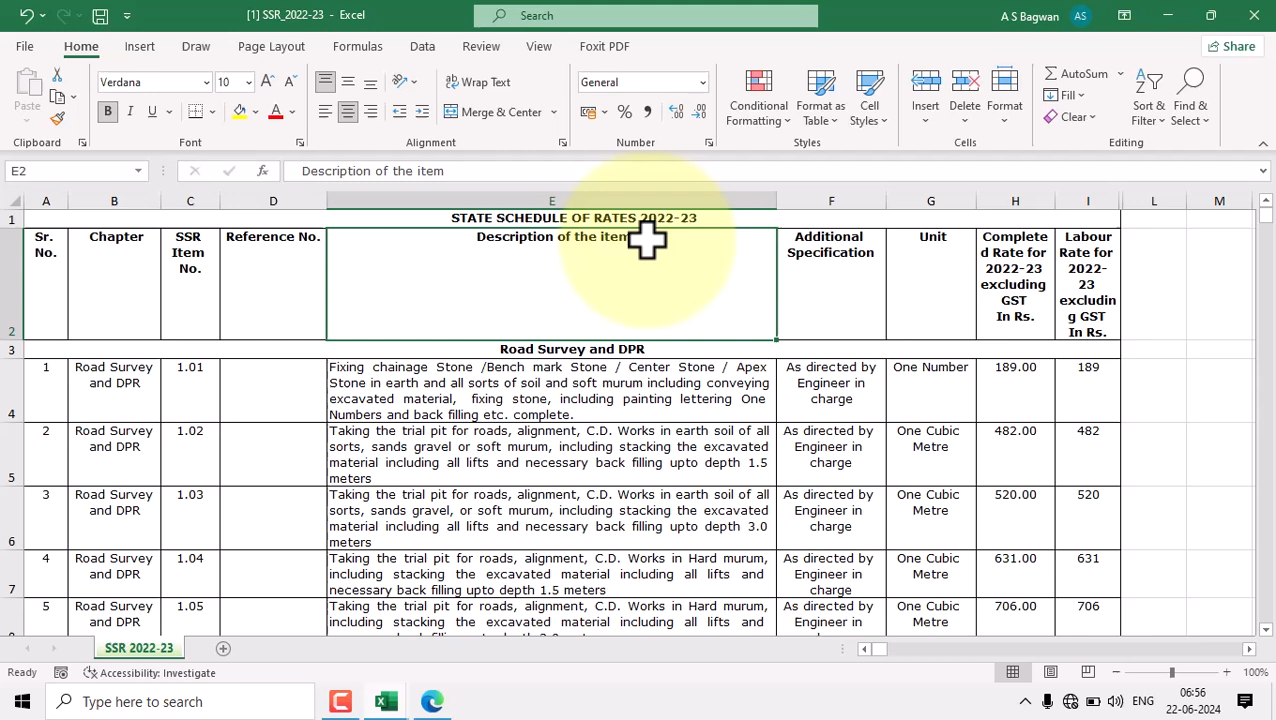 [1] SSR_2022-23 - Excel
Search
A S Bagwan
AS
File
Home
Insert
Draw
Page Layout
Formulas
Data
Review
View
Foxit PDF
Share
Paste
Verdana
10
Wrap Text
Merge & Center
General
Conditional
Formatting
Format as
Table
Cell
Styles
Insert
Delete
Format
AutoSum
Fill
Clear
Sort &
Filter
Find &
Select
Clipboard
Font
Alignment
Number
Styles
Cells
Editing
E2
Description of the item
A B C D E F G H I L M
1 STATE SCHEDULE OF RATES 2022-23
2
Sr.
No.
Chapter
SSR
Item
No.
Reference No.
Description of the item
Additional
Specification
Unit
Complete
d Rate for
2022-23
excluding
GST
In Rs.
Labour
Rate for
2022-
23
excludin
g GST
In Rs.
3 Road Survey and DPR
4
1
Road Survey
and DPR
1.01
Fixing chainage Stone /Bench mark Stone / Center Stone / Apex
Stone in earth and all sorts of soil and soft murum including conveying
excavated material, fixing stone, including painting lettering One
Numbers and back filling etc. complete.
As directed by
Engineer in
charge
One Number
189.00
189
5
2
Road Survey
and DPR
1.02
Taking the trial pit for roads, alignment, C.D. Works in earth soil of all
sorts, sands gravel or soft murum, including stacking the excavated
material including all lifts and necessary back filling upto depth 1.5
meters
As directed by
Engineer in
charge
One Cubic
Metre
482.00
482
6
3
Road Survey
and DPR
1.03
Taking the trial pit for roads, alignment, C.D. Works in earth soil of all
sorts, sands gravel, or soft murum, including stacking the excavated
material including all lifts and necessary back filling upto depth 3.0
meters
As directed by
Engineer in
charge
One Cubic
Metre
520.00
520
7
4
Road Survey
and DPR
1.04
Taking the trial pit for roads, alignment, C.D. Works in Hard murum,
including stacking the excavated material including all lifts and
necessary back filling upto depth 1.5 meters
As directed by
Engineer in
charge
One Cubic
Metre
631.00
631
5
Road Survey
and DPR
1.05
Taking the trial pit for roads, alignment, C.D. Works in Hard murum,
including stacking the excavated material including all lifts and
As directed by
Engineer in
One Cubic
Metre
706.00
706
SSR 2022-23
Ready
Accessibility: Investigate
100%
Type here to search
ENG
06:56
22-06-2024